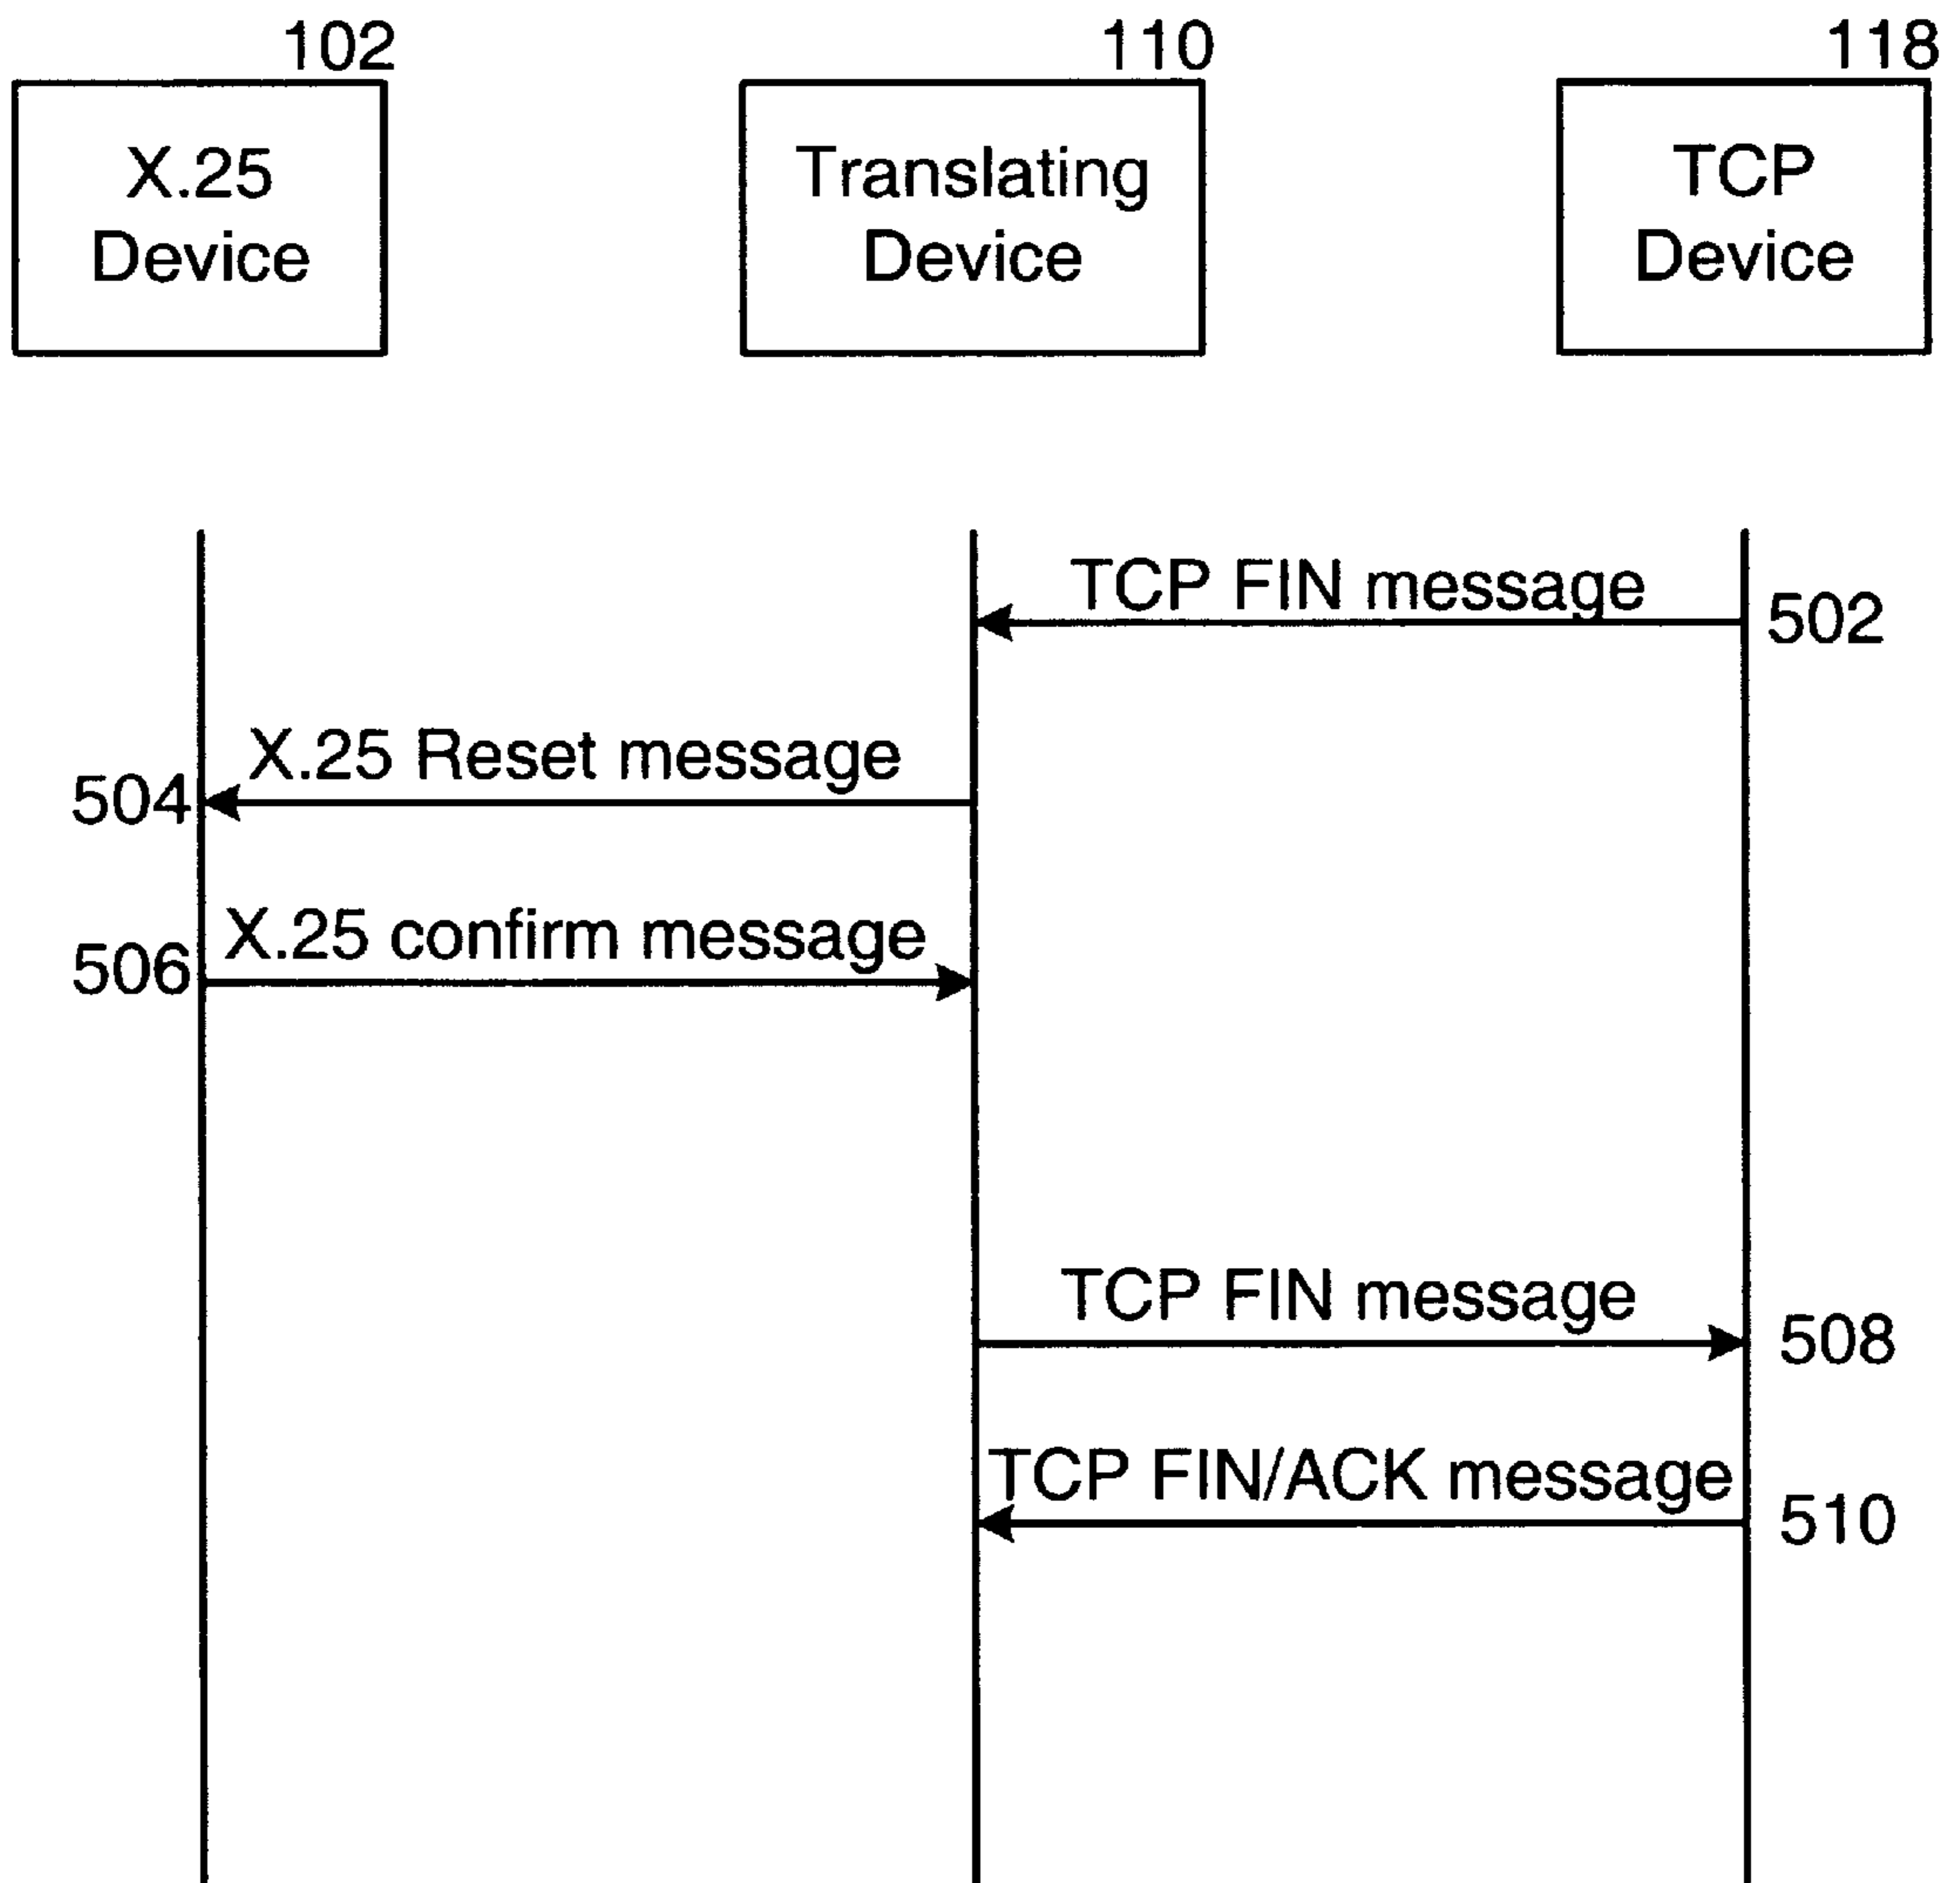 102
110
118
X.25
Device
Translating
Device
TCP
Device
TCP FIN message
502
X.25 Reset message
504
X.25 confirm message
506
TCP FIN message
508
TCP FIN/ACK message
510